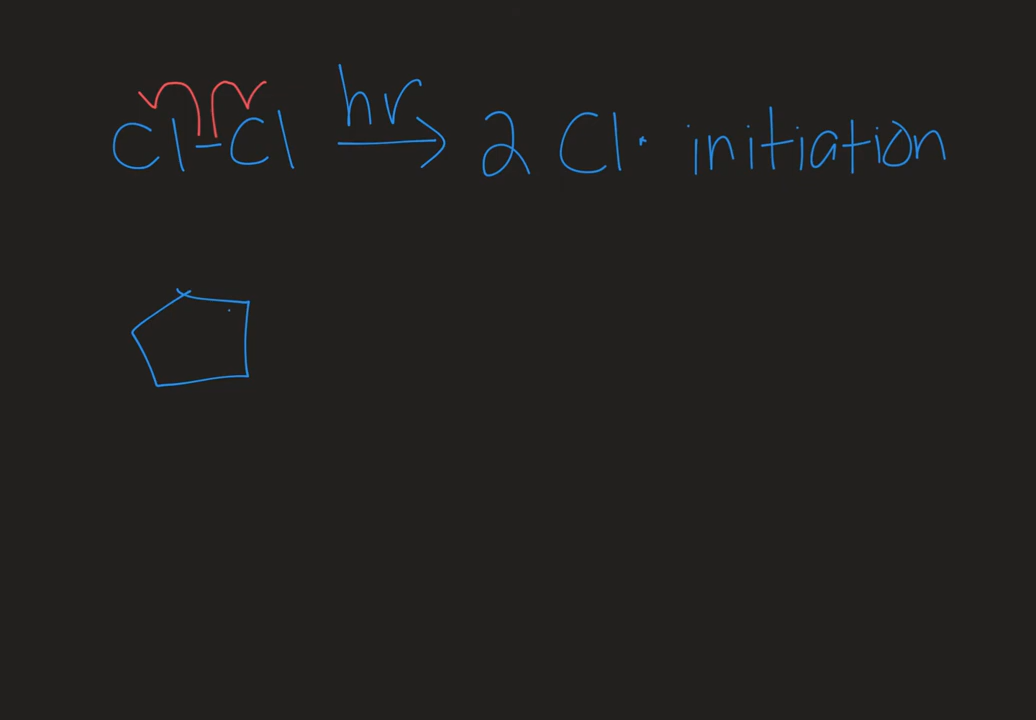 Cl-Cl hν → 2 Cl· initiation